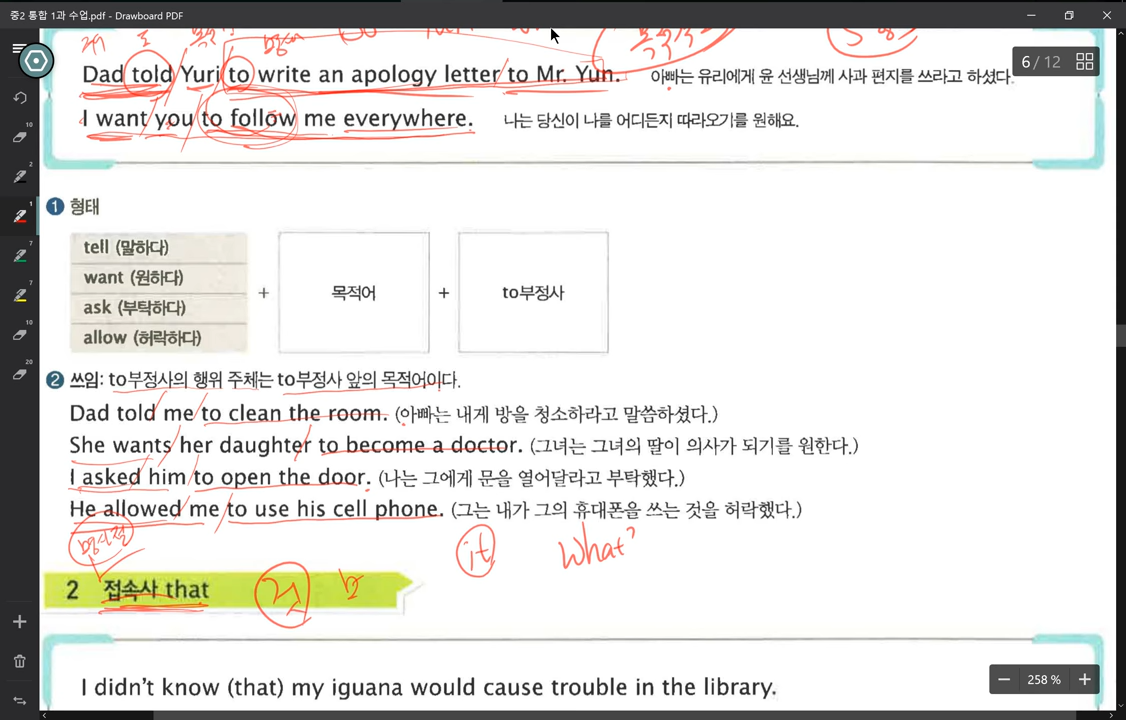 중2 통합 1과 수업.pdf - Drawboard PDF
6 / 12
Dad told Yuri to write an apology letter to Mr. Yun. 아빠는 유리에게 윤 선생님께 사과 편지를 쓰라고 하셨다.
I want you to follow me everywhere. 나는 당신이 나를 어디든지 따라오기를 원해요.
1 형태
tell (말하다)
want (원하다)
ask (부탁하다)
allow (허락하다)
+ 목적어 + to부정사
2 쓰임: to부정사의 행위 주체는 to부정사 앞의 목적어이다.
Dad told me to clean the room. (아빠는 내게 방을 청소하라고 말씀하셨다.)
She wants her daughter to become a doctor. (그녀는 그녀의 딸이 의사가 되기를 원한다.)
I asked him to open the door. (나는 그에게 문을 열어달라고 부탁했다.)
He allowed me to use his cell phone. (그는 내가 그의 휴대폰을 쓰는 것을 허락했다.)
명사절
it What?
2 접속사 that
I didn't know (that) my iguana would cause trouble in the library.
258 %
10
2
1
7
7
10
20